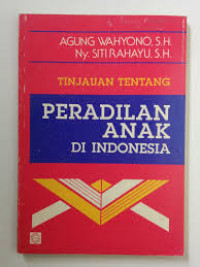 AGUNG WAHYONO, S.H.
Ny. SITI RAHAYU, S.H.
TINJAUAN TENTANG
PERADILAN
ANAK
DI INDONESIA